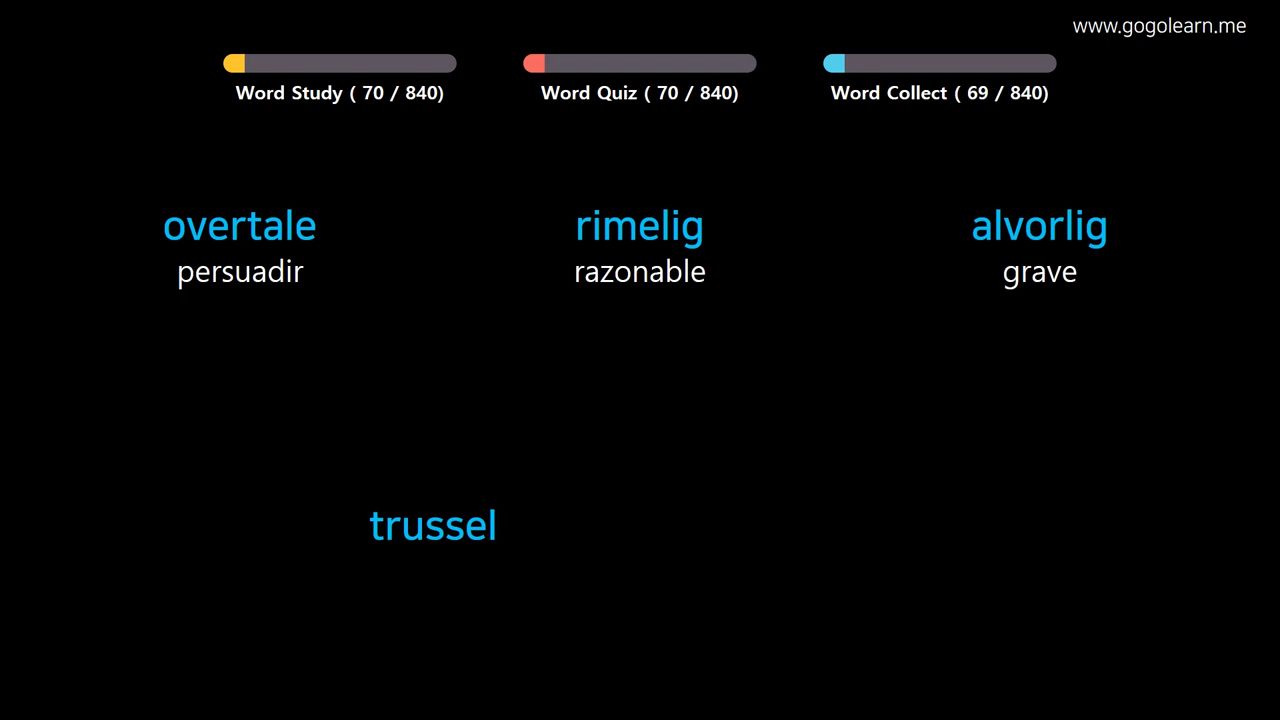 www.gogolearn.me
Word Study ( 70 / 840)
Word Quiz ( 70 / 840)
Word Collect ( 69 / 840)
overtale
persuadir
rimelig
razonable
alvorlig
grave
trussel